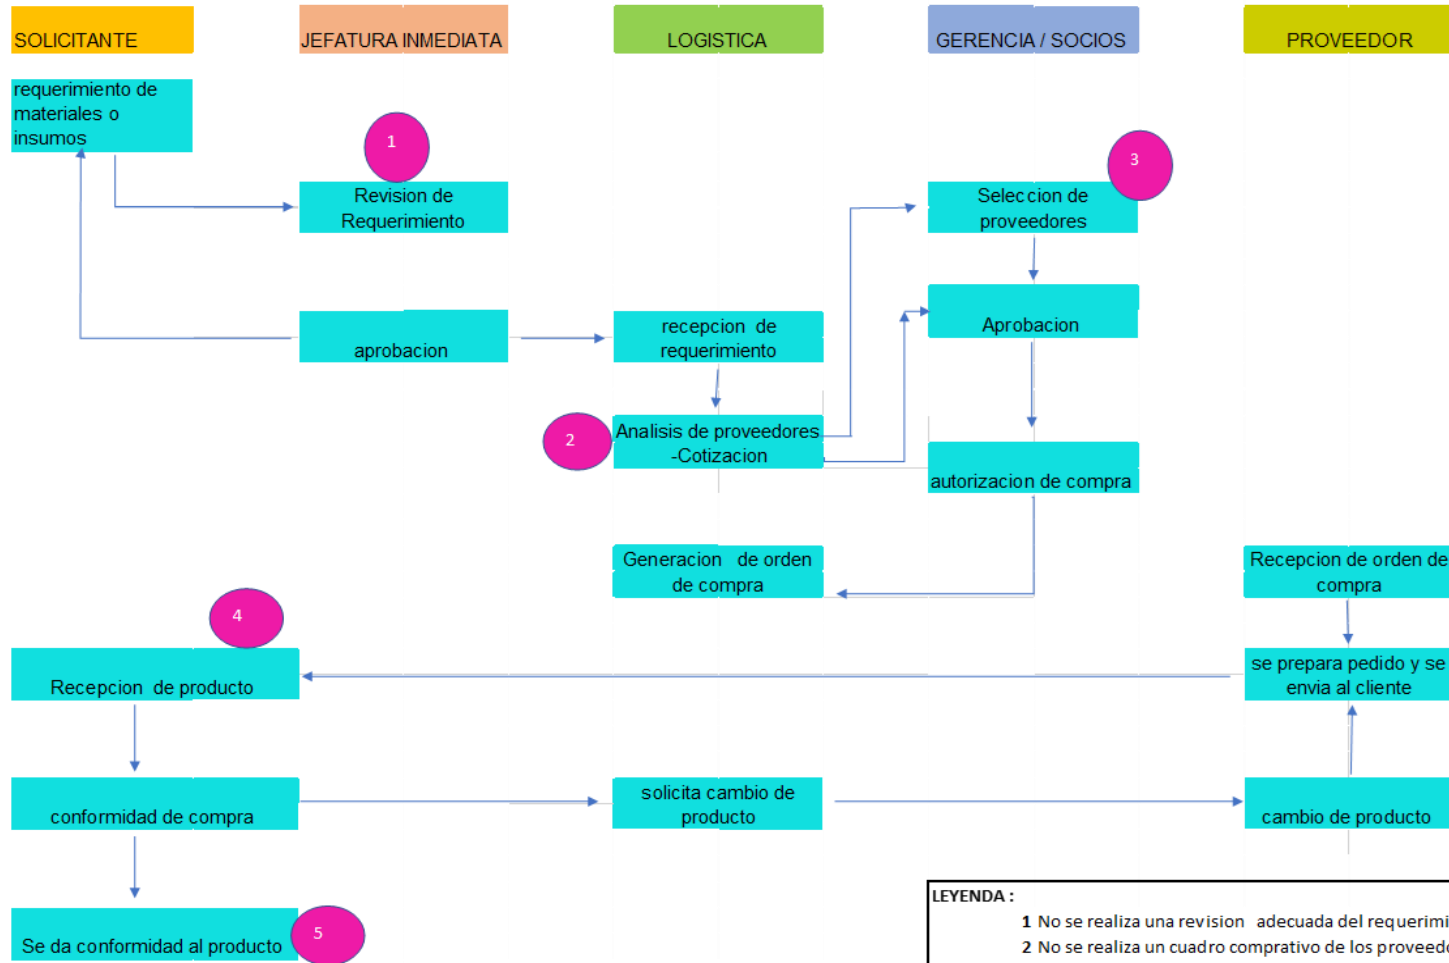 SOLICITANTE
JEFATURA INMEDIATA
LOGISTICA
GERENCIA / SOCIOS
PROVEEDOR
requerimiento de
materiales o
insumos
1
3
Revision de
Requerimiento
Seleccion de
proveedores
aprobacion
recepcion de
requerimiento
Aprobacion
2
Analisis de proveedores
-Cotizacion
autorizacion de compra
Generacion de orden
de compra
Recepcion de orden de
compra
4
Recepcion de producto
se prepara pedido y se
envia al cliente
conformidad de compra
solicita cambio de
producto
cambio de producto
Se da conformidad al producto
5
LEYENDA :
1 No se realiza una revision adecuada del requerimi
2 No se realiza un cuadro comprativo de los proveed